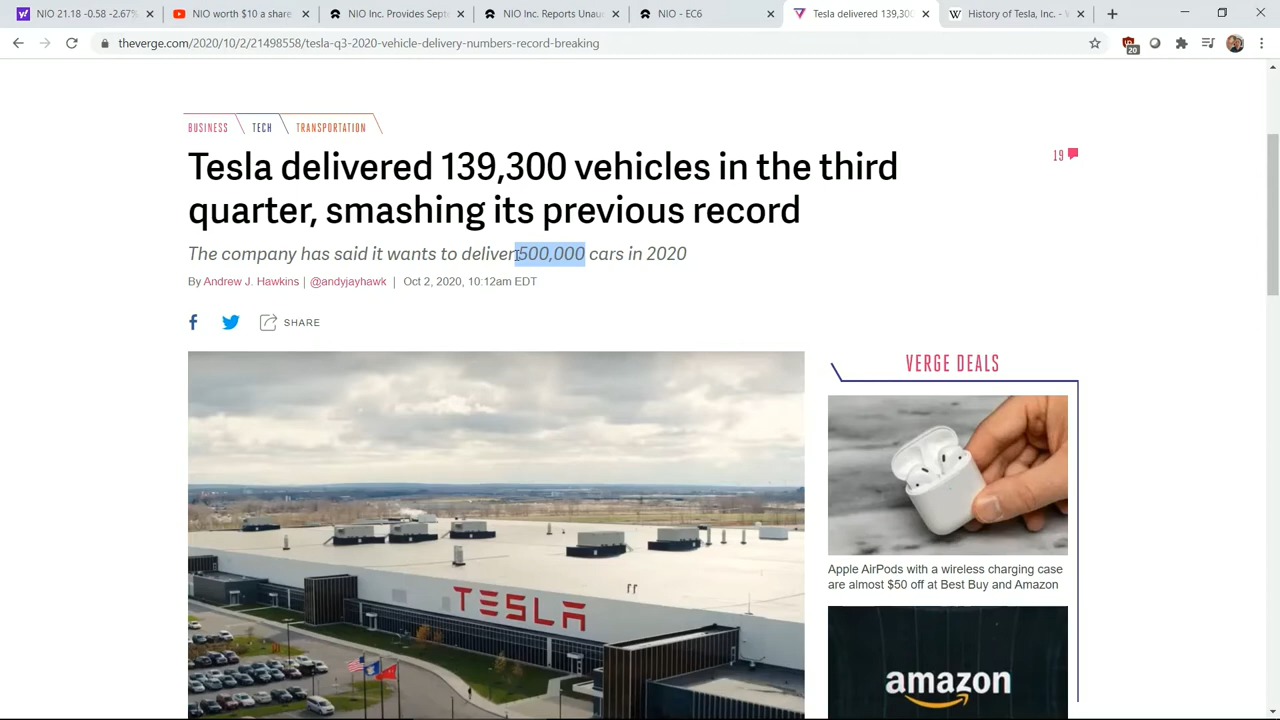 NIO 21.18 -0.58 -2.67%
NIO worth $10 a share
NIO Inc. Provides Sept
NIO Inc. Reports Unau
NIO - EC6
Tesla delivered 139,300
History of Tesla, Inc. - W
theverge.com/2020/10/2/21498558/tesla-q3-2020-vehicle-delivery-numbers-record-breaking
20
BUSINESS TECH TRANSPORTATION
Tesla delivered 139,300 vehicles in the third
quarter, smashing its previous record
19
The company has said it wants to deliver 500,000 cars in 2020
By Andrew J. Hawkins | @andyjayhawk | Oct 2, 2020, 10:12am EDT
SHARE
VERGE DEALS
TESLA
Apple AirPods with a wireless charging case
are almost $50 off at Best Buy and Amazon
amazon